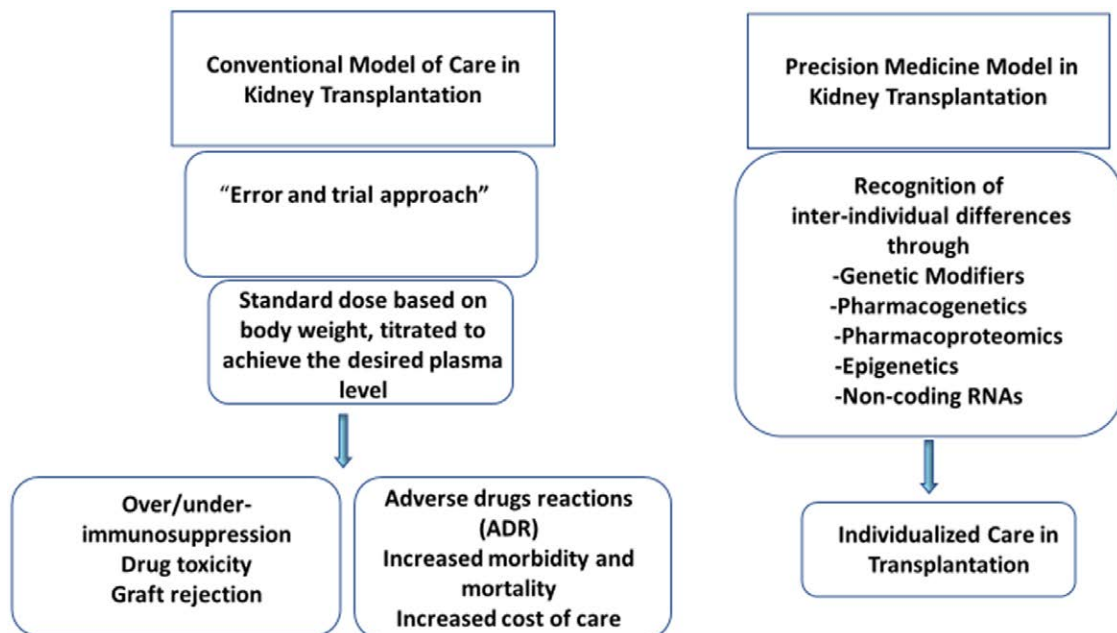 Conventional Model of Care in
Kidney Transplantation
“Error and trial approach”
Standard dose based on
body weight, titrated to
achieve the desired plasma
level
Over/under-
immunosuppression
Drug toxicity
Graft rejection
Adverse drugs reactions
(ADR)
Increased morbidity and
mortality
Increased cost of care
Precision Medicine Model in
Kidney Transplantation
Recognition of
inter-individual differences
through
-Genetic Modifiers
-Pharmacogenetics
-Pharmacoproteomics
-Epigenetics
-Non-coding RNAs
Individualized Care in
Transplantation